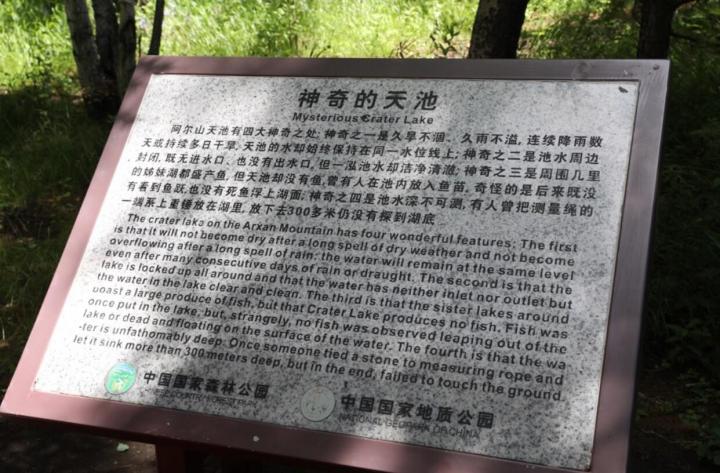 神奇的天池
Mysterious Crater Lake
阿尔山天池有四大神奇之处：神奇之一是久旱不涸、久雨不溢，连续降雨数
天或持续多日干旱，天池的水却始终保持在同一水位线上；神奇之二是池水周边
封闭，既无进水口、也没有出水口，但一泓池水却洁净清澈；神奇之三是周围几里
的姊妹湖都盛产鱼，但天池却没有鱼，曾有人在池内放入鱼苗，奇怪的是后来既没
有看到鱼跃，也没有死鱼浮上湖面；神奇之四是池水深不可测，有人曾把测量绳的
一端系上重锤放在湖里，放下去300多米仍没有探到湖底
The crater lake on the Arxan Mountain has four wonderful features: The first
is that it will not become dry after a long spell of dry weather and not become
overflowing after a long spell of rain: the water will remain at the same level
even after many consecutive days of rain or draught. The second is that the
lake is locked up all around and that the water has neither inlet nor outlet but
the water in the lake clear and clean. The third is that the sister lakes around
uoast a large produce of fish, but that Crater Lake produces no fish. Fish was
once put in the lake, but, strangely, no fish was observed leaping out of the
lake or dead and floating on the surface of the water. The fourth is that the wa
-ter is unfathomably deep. Once someone tied a stone to measuring rope and
let it sink more than 300 meters deep, but in the end, failed to touch the ground.
中国国家森林公园
中国国家地质公园
NATIONAL GEOPARK OF CHINA